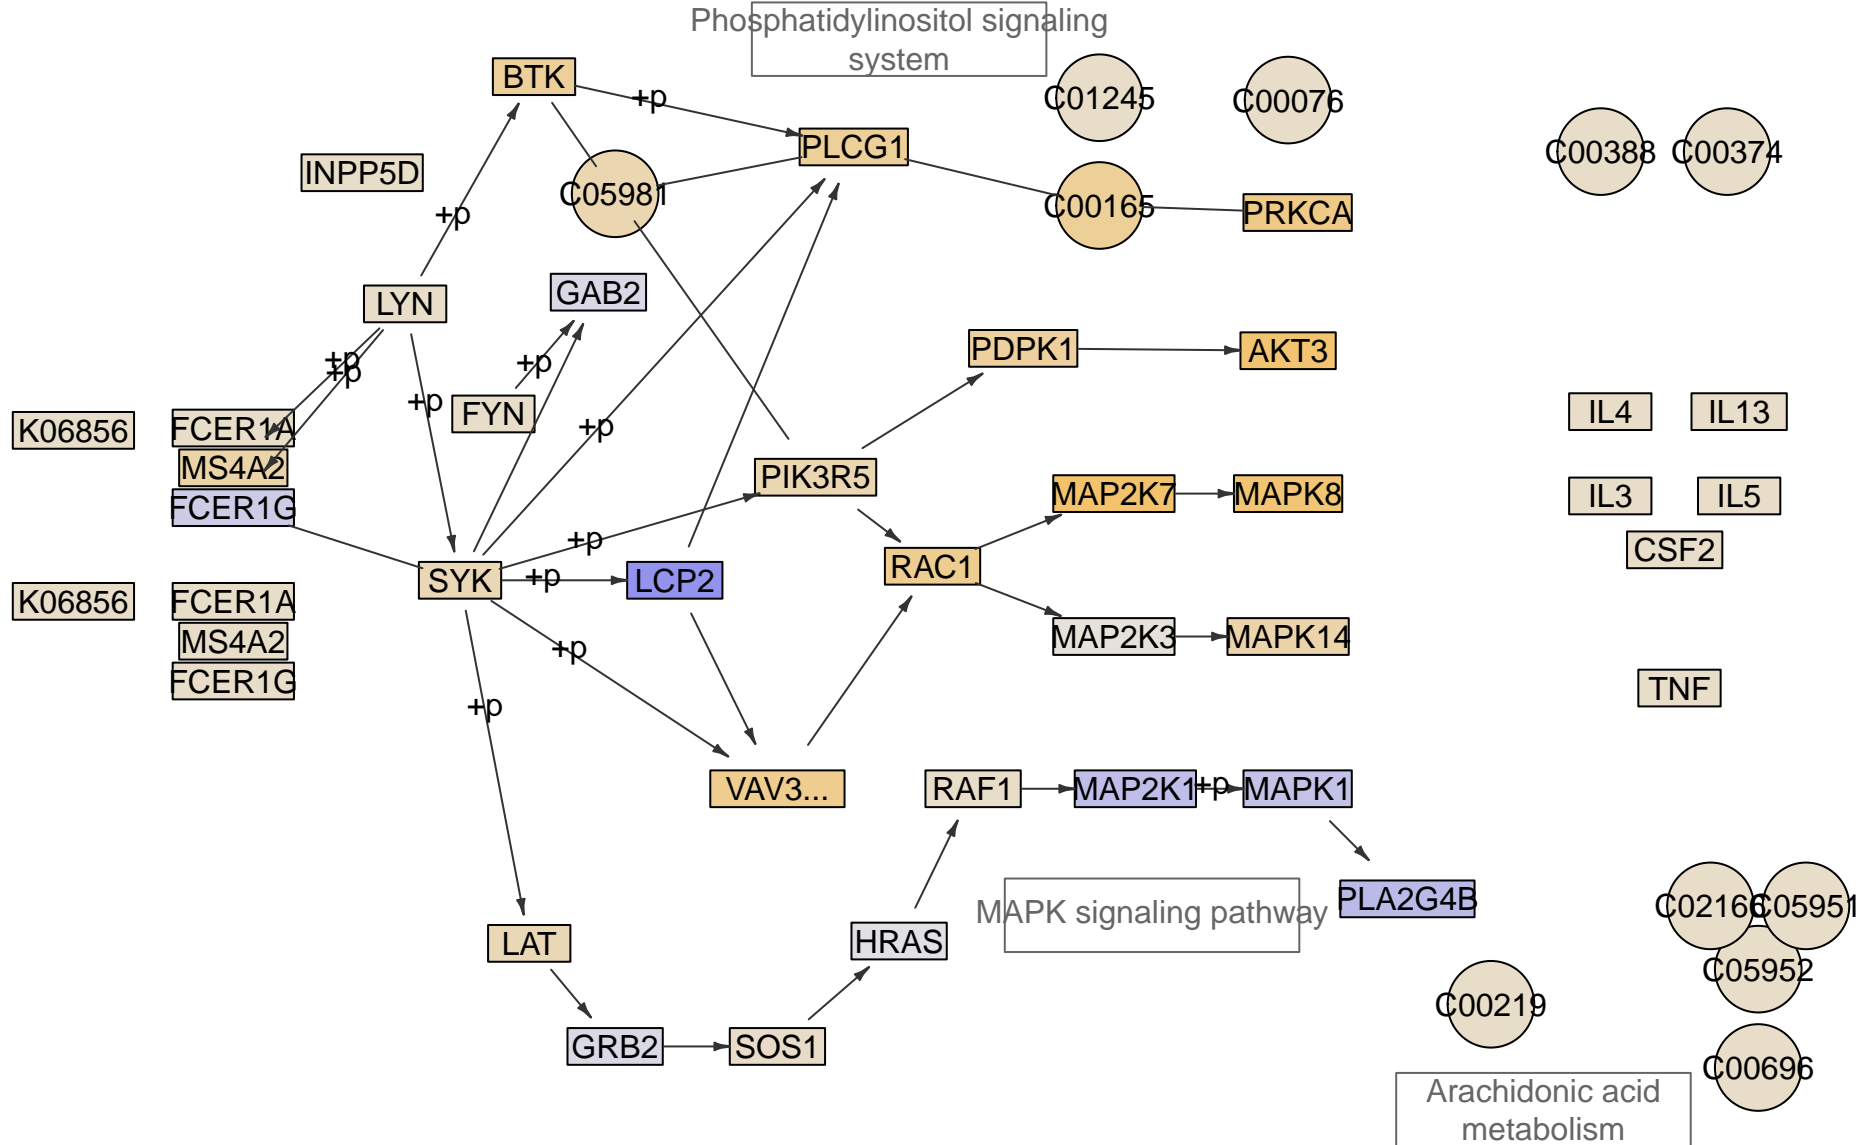 Phosphatidylinositol signaling
system
BTK
+p
C01245
C00076
PLCG1
C00388
C00374
INPP5D
C05981
C00165
PRKCA
+p
LYN
GAB2
+p
+p
+p
PDPK1
AKT3
+p
FYN
+p
K06856
FCER1A
MS4A2
FCER1G
IL4
IL13
PIK3R5
MAP2K7
MAPK8
IL3
IL5
+p
CSF2
SYK
+p
LCP2
RAC1
K06856
FCER1A
MS4A2
FCER1G
+p
MAP2K3
MAPK14
TNF
+p
VAV3...
RAF1
MAP2K1
+p
MAPK1
MAPK signaling pathway
PLA2G4B
C02166
C05951
LAT
HRAS
C05952
C00219
GRB2
SOS1
C00696
Arachidonic acid
metabolism